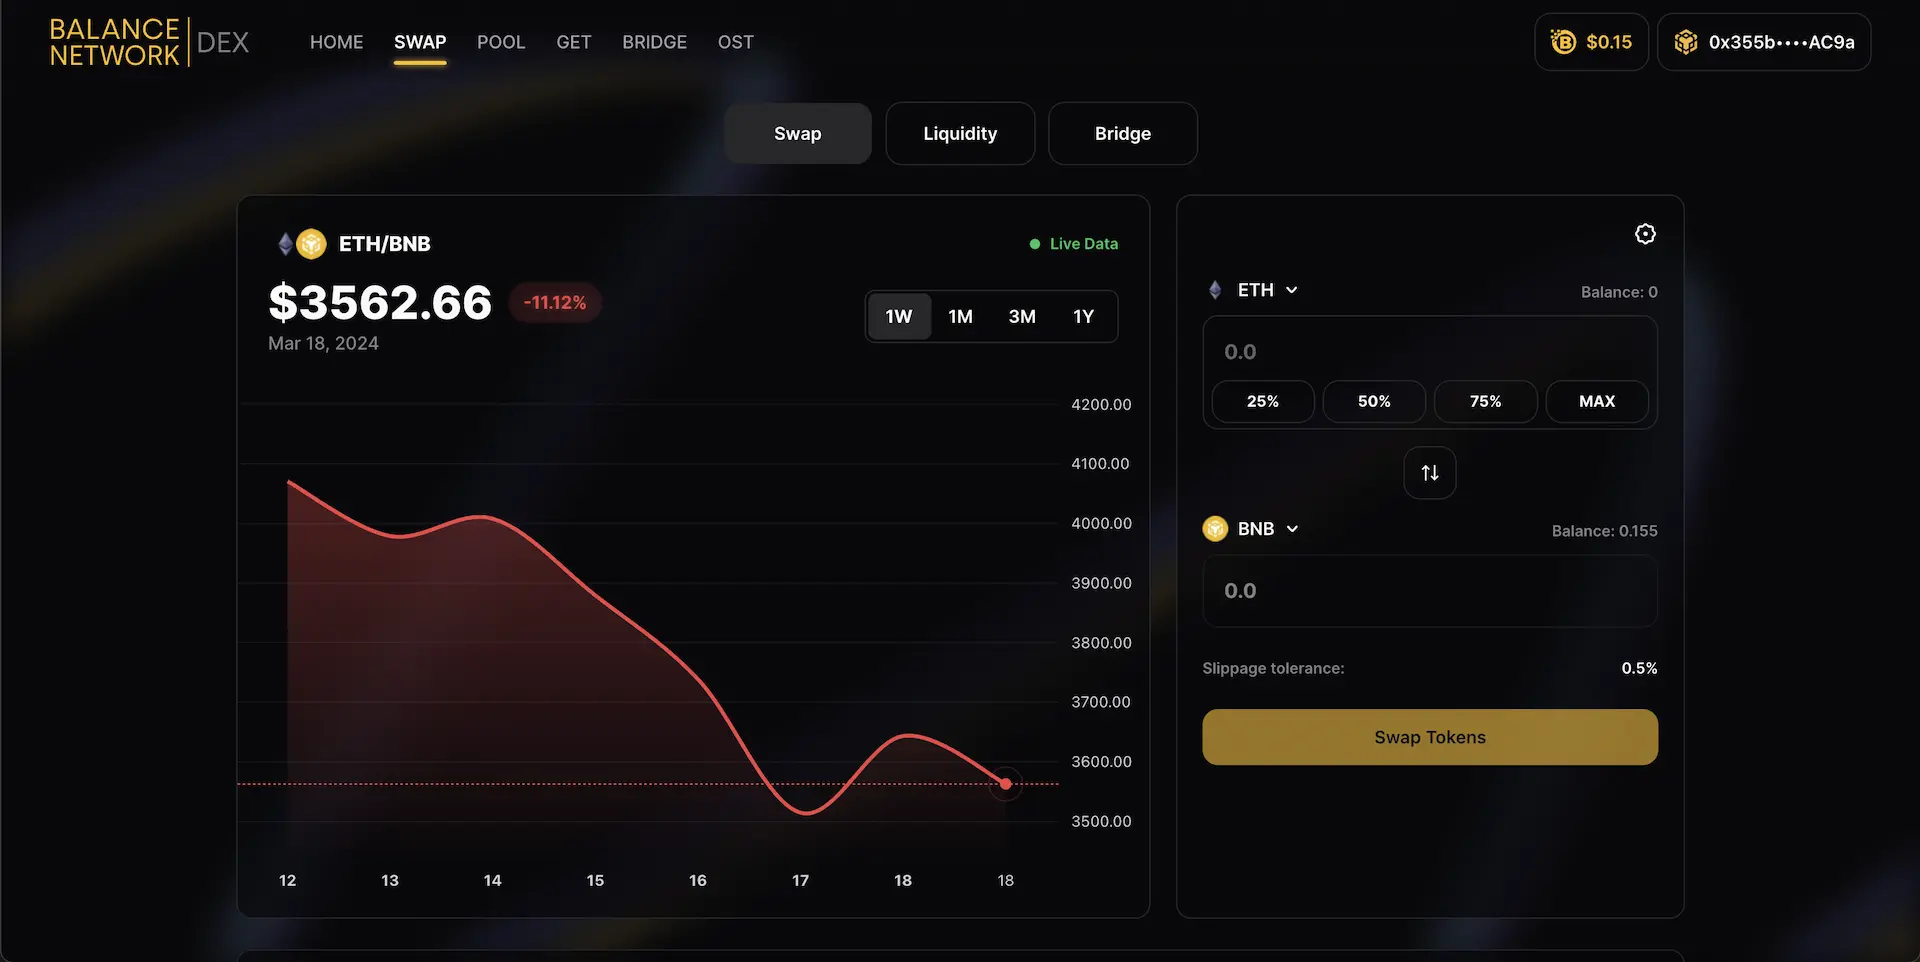 BALANCE
NETWORK
DEX
HOME
SWAP
POOL
GET
BRIDGE
OST
$0.15
0x355b••••AC9a
Swap
Liquidity
Bridge
ETH/BNB
Live Data
$3562.66
-11.12%
Mar 18, 2024
1W
1M
3M
1Y
4200.00
4100.00
4000.00
3900.00
3800.00
3700.00
3600.00
3500.00
12
13
14
15
16
17
18
18
ETH
Balance: 0
0.0
25%
50%
75%
MAX
BNB
Balance: 0.155
0.0
Slippage tolerance:
0.5%
Swap Tokens